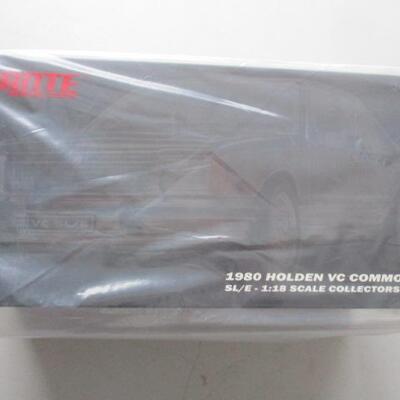 1980 HOLDEN VC COMMO
SL/E - 1:18 SCALE COLLECTORS